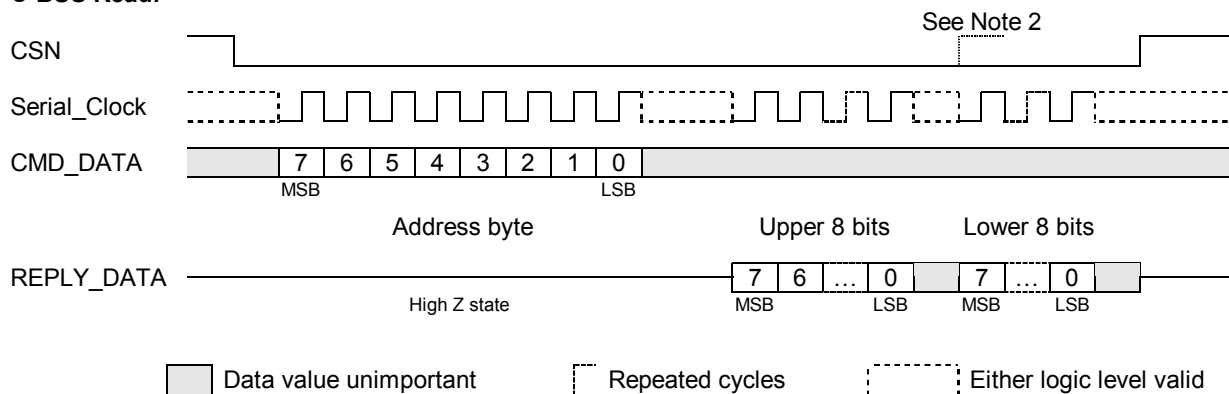 See Note 2
CSN
Serial_Clock
CMD_DATA 7 6 5 4 3 2 1 0
MSB LSB
Address byte Upper 8 bits Lower 8 bits
REPLY_DATA 7 6 … 0 7 … 0
High Z state MSB LSB MSB LSB
Data value unimportant Repeated cycles Either logic level valid